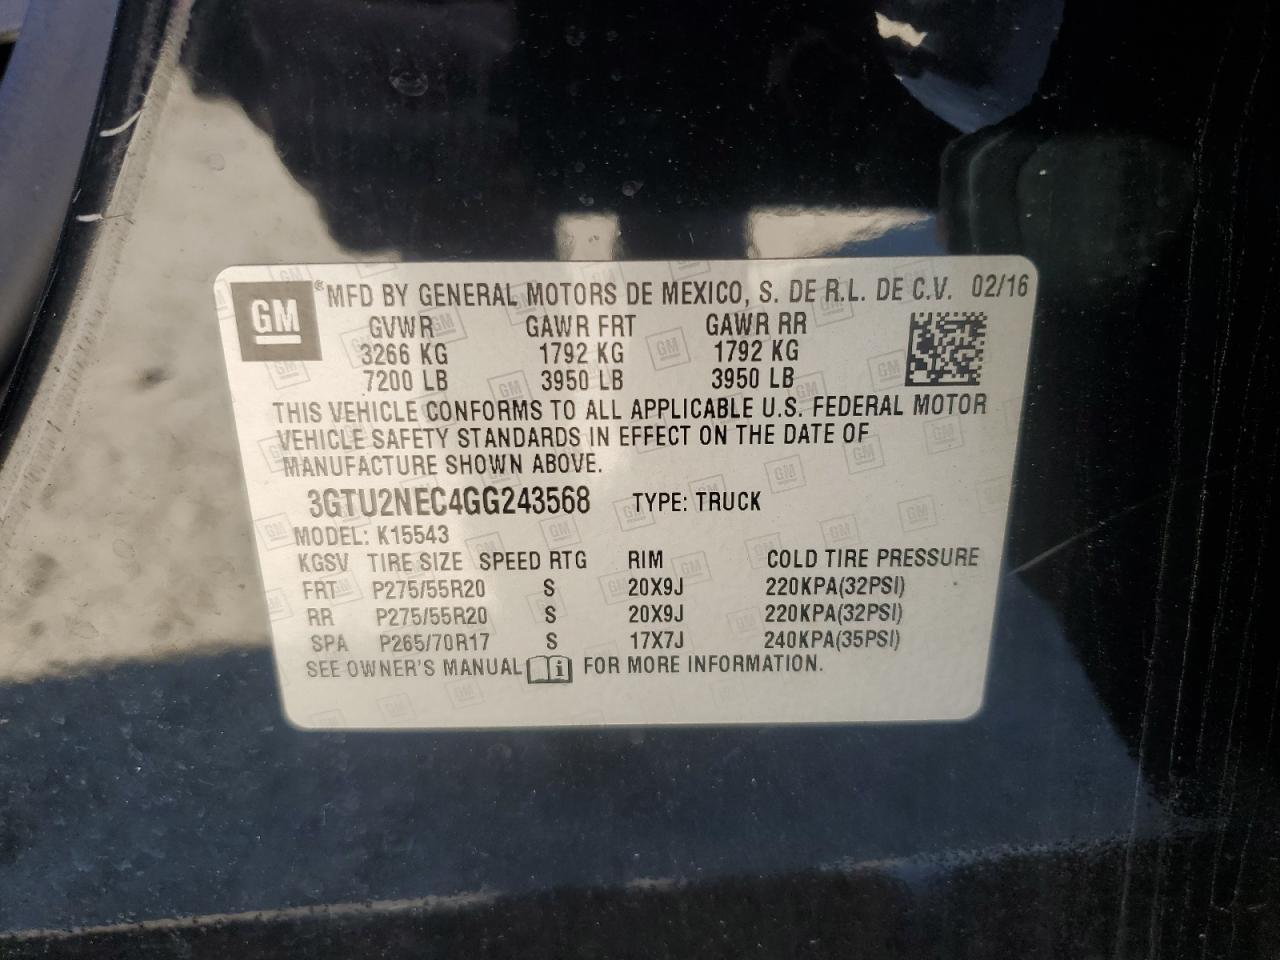 GM ® MFD BY GENERAL MOTORS DE MEXICO, S. DE R.L. DE C.V. 02/16
GVWR GAWR FRT GAWR RR
3266 KG 1792 KG 1792 KG
7200 LB 3950 LB 3950 LB
THIS VEHICLE CONFORMS TO ALL APPLICABLE U.S. FEDERAL MOTOR
VEHICLE SAFETY STANDARDS IN EFFECT ON THE DATE OF
MANUFACTURE SHOWN ABOVE.
3GTU2NEC4GG243568 TYPE: TRUCK
MODEL: K15543
KGSV TIRE SIZE SPEED RTG RIM COLD TIRE PRESSURE
FRT P275/55R20 S 20X9J 220KPA(32PSI)
RR P275/55R20 S 20X9J 220KPA(32PSI)
SPA P265/70R17 S 17X7J 240KPA(35PSI)
SEE OWNER'S MANUAL i FOR MORE INFORMATION.